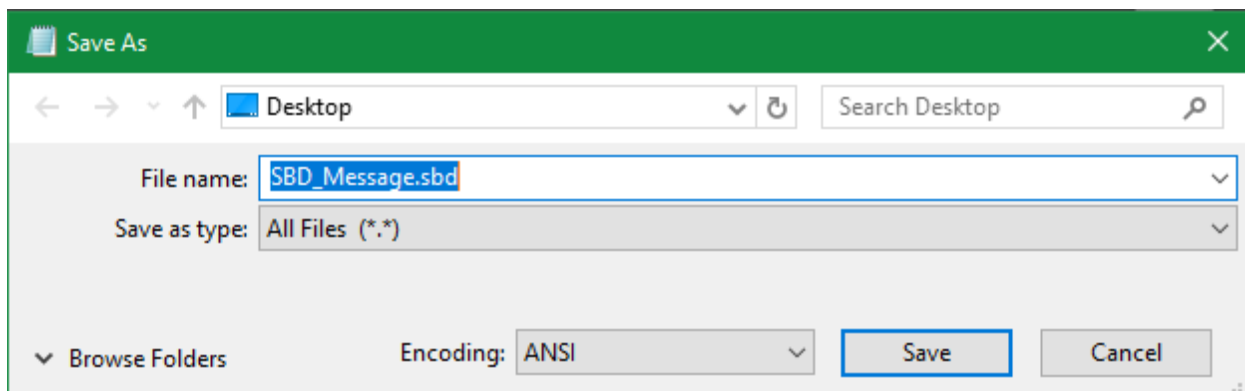 Save As
Desktop
Search Desktop
File name: SBD_Message.sbd
Save as type: All Files (*.*)
Browse Folders
Encoding: ANSI
Save
Cancel